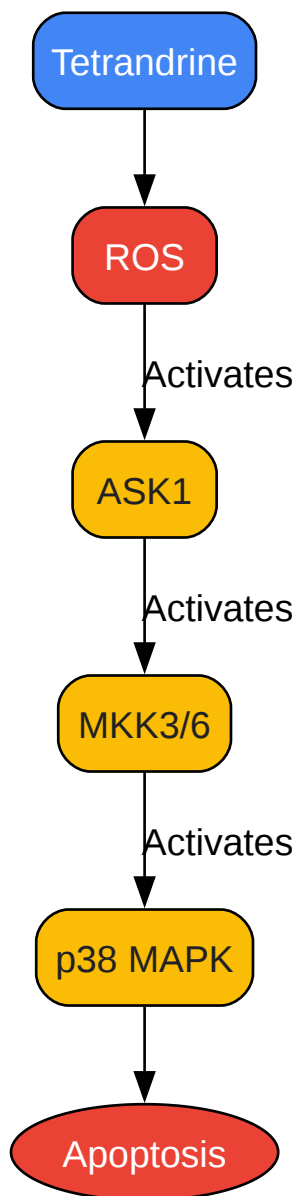 Tetrandrine
ROS
Activates
ASK1
Activates
MKK3/6
Activates
p38 MAPK
Apoptosis